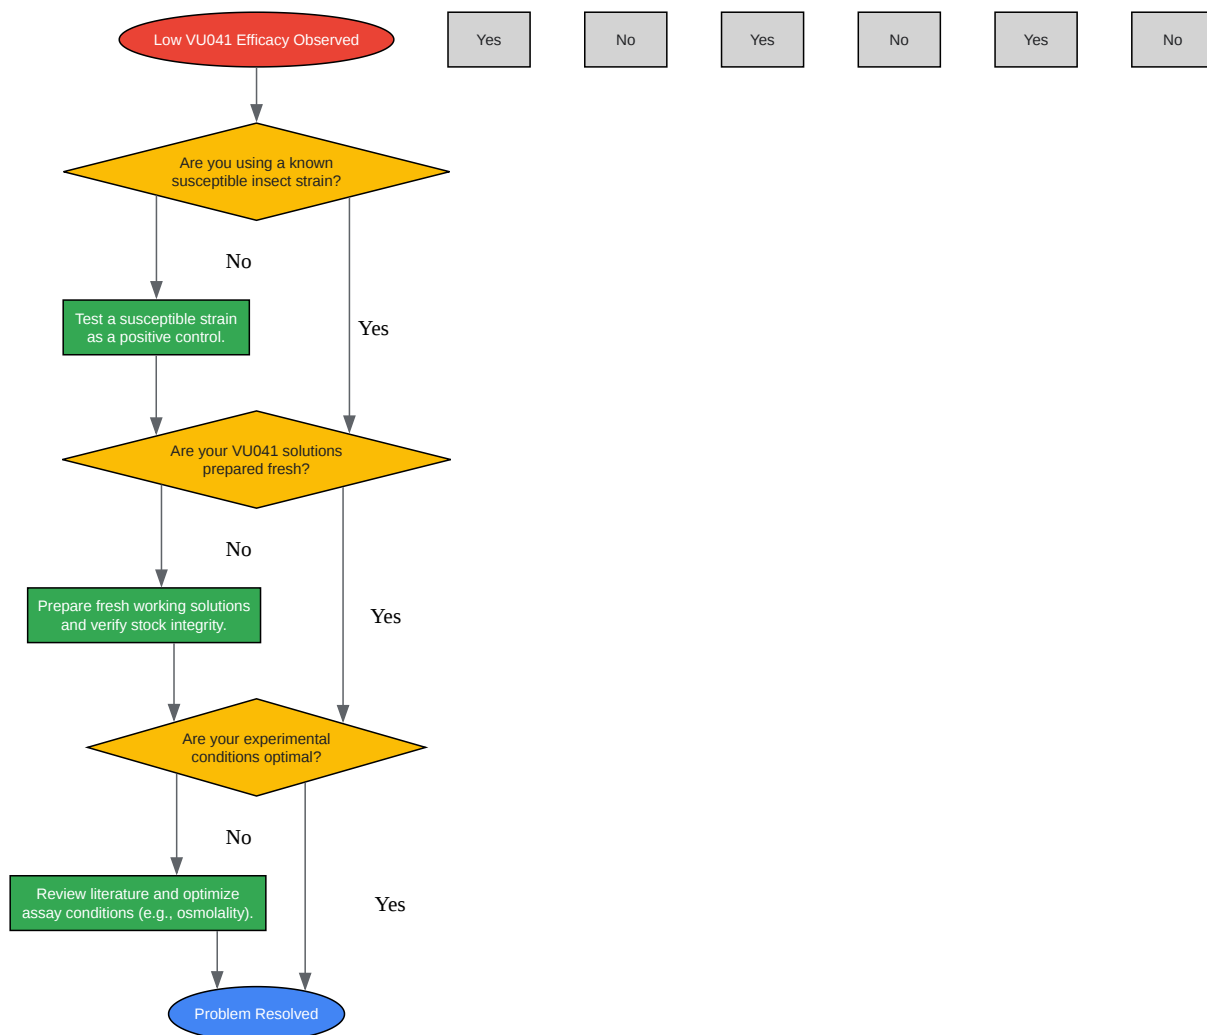 Low VU041 Efficacy Observed
Yes
No
Yes
No
Yes
No
Are you using a known
susceptible insect strain?
No
Test a susceptible strain
as a positive control.
Yes
Are your VU041 solutions
prepared fresh?
No
Prepare fresh working solutions
and verify stock integrity.
Yes
Are your experimental
conditions optimal?
No
Review literature and optimize
assay conditions (e.g., osmolality).
Yes
Problem Resolved